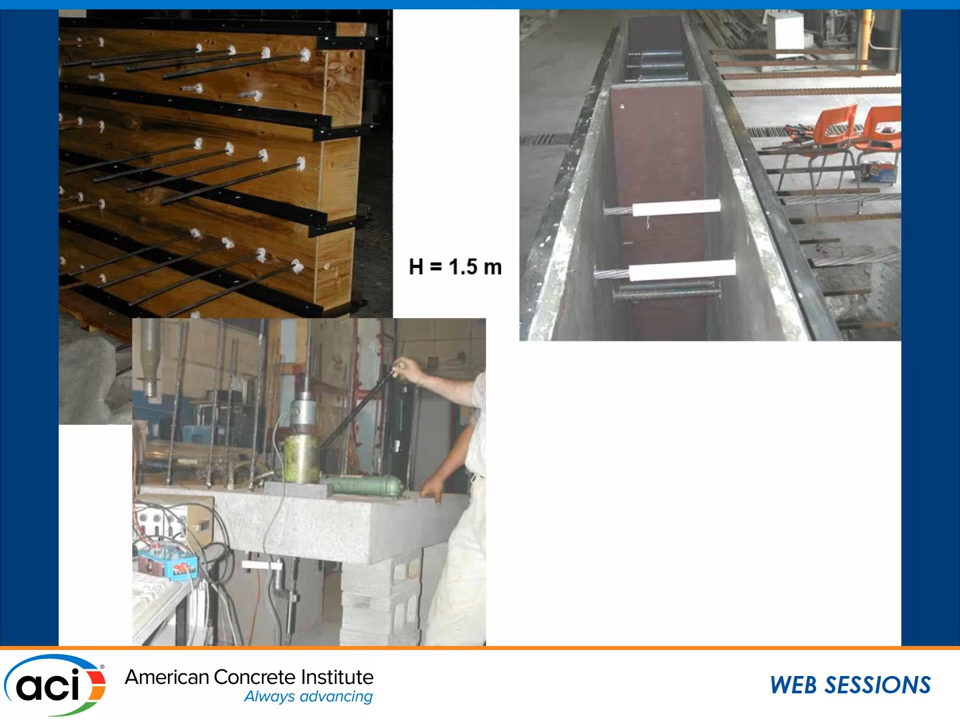 H = 1.5 m
aci
American Concrete Institute
Always advancing
WEB SESSIONS